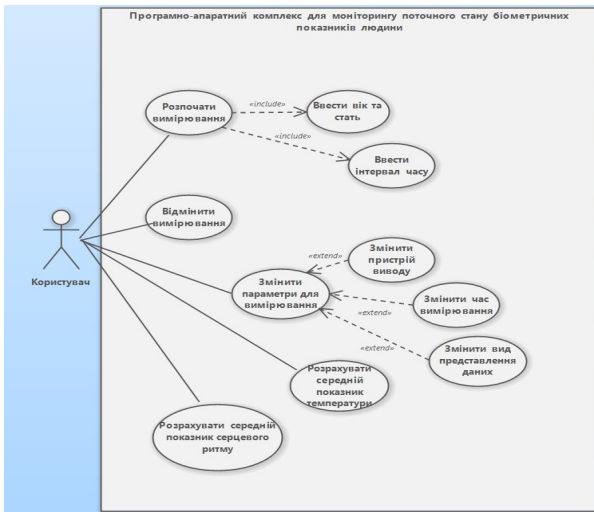 Програмно-апаратний комплекс для моніторингу поточного стану біометричних
показників людини
Розпочати
вимірювання
«include»
Ввести вік та
стать
«include»
Ввести
інтервал часу
Відмінити
вимірювання
Користувач
Змінити
параметри для
вимірювання
«extend»
Змінити
пристрій
виводу
«extend»
Змінити час
вимірювання
«extend»
Змінити вид
представлення
даних
Розрахувати
середній
показник
температури
Розрахувати середній
показник серцевого
ритму